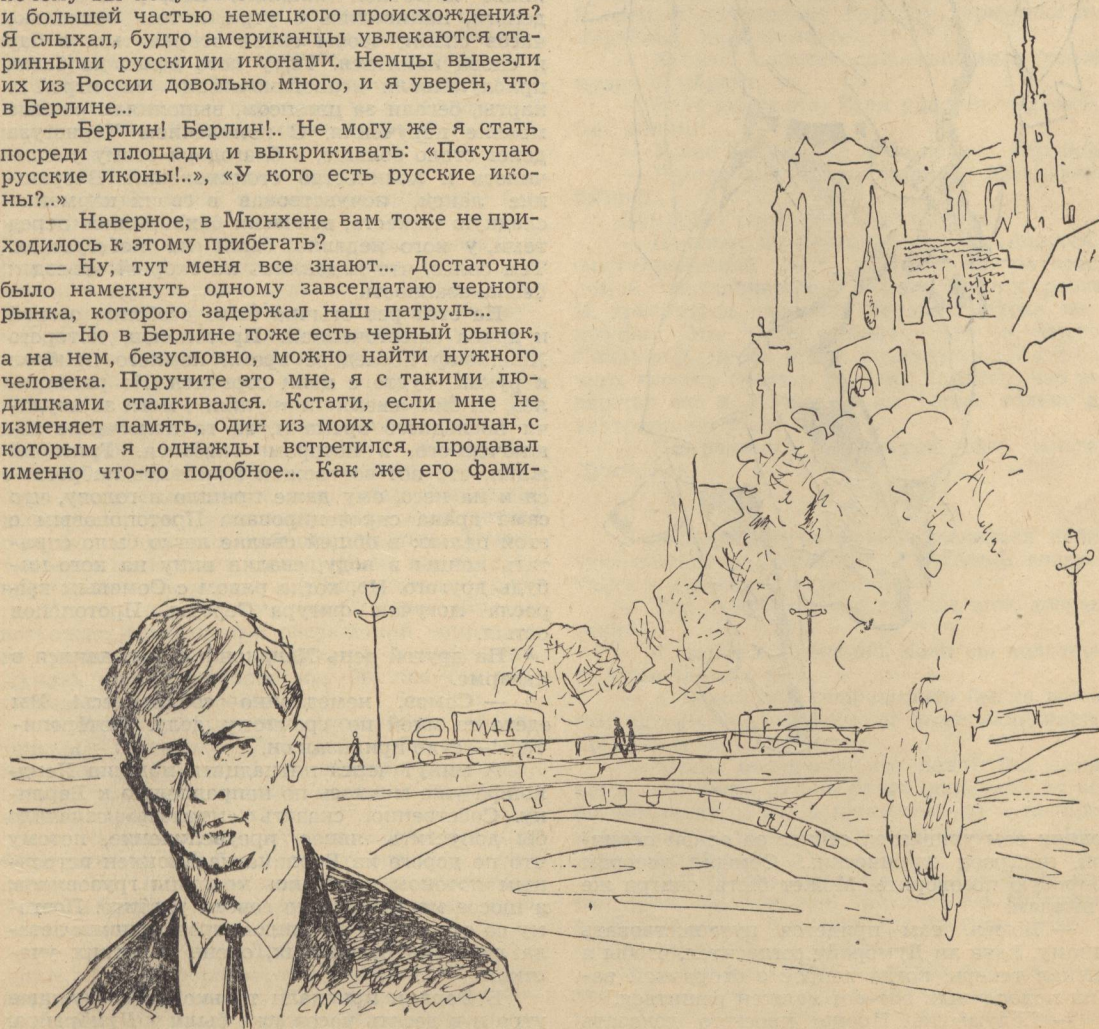 и большей частью немецкого происхождения?
Я слыхал, будто американцы увлекаются ста-
ринными русскими иконами. Немцы вывезли
их из России довольно много, и я уверен, что
в Берлине...
— Берлин! Берлин!.. Не могу же я стать
посреди площади и выкрикивать: «Покупаю
русские иконы!..», «У кого есть русские ико-
ны?..»
— Наверное, в Мюнхене вам тоже не при-
ходилось к этому прибегать?
— Ну, тут меня все знают... Достаточно
было намекнуть одному завсегдатаю черного
рынка, которого задержал наш патруль...
— Но в Берлине тоже есть черный рынок,
а на нем, безусловно, можно найти нужного
человека. Поручите это мне, я с такими лю-
дишками сталкивался. Кстати, если мне не
изменяет память, один из моих однополчан, с
которым я однажды встретился, продавал
именно что-то подобное... Как же его фами-